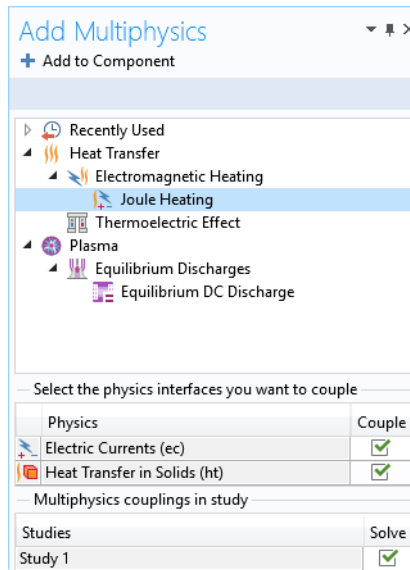 Add Multiphysics
Add to Component
Recently Used
Heat Transfer
Electromagnetic Heating
Joule Heating
Thermoelectric Effect
Plasma
Equilibrium Discharges
Equilibrium DC Discharge
Select the physics interfaces you want to couple
Physics Couple
Electric Currents (ec)
Heat Transfer in Solids (ht)
Multiphysics couplings in study
Studies Solve
Study 1